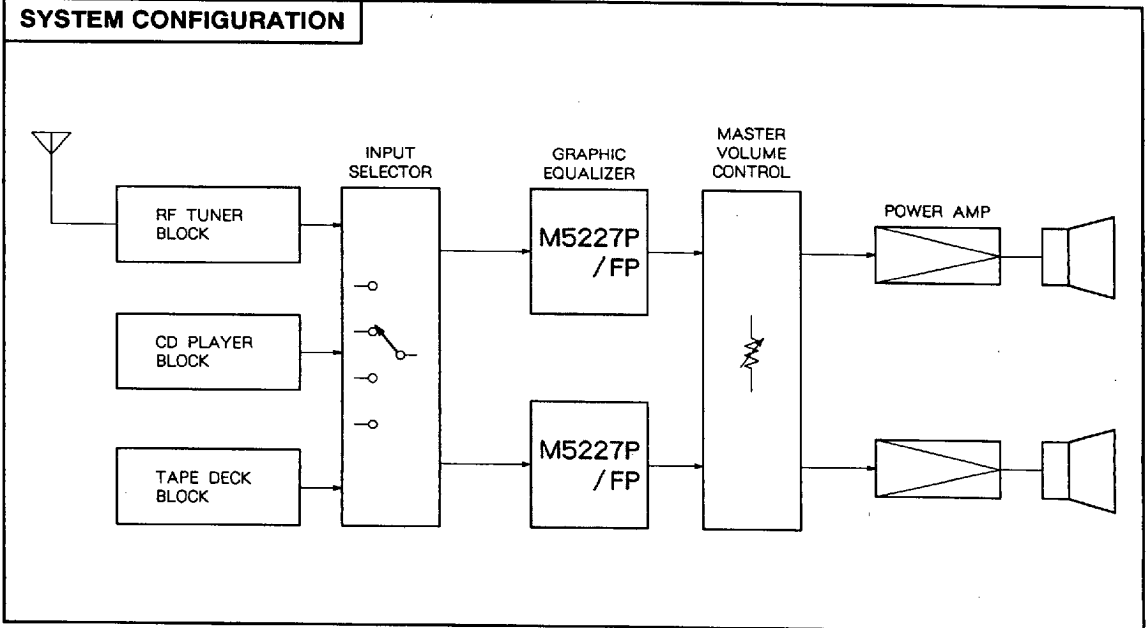 SYSTEM CONFIGURATION
RF TUNER
BLOCK
CD PLAYER
BLOCK
TAPE DECK
BLOCK
INPUT
SELECTOR
GRAPHIC
EQUALIZER
M5227P
/FP
M5227P
/FP
MASTER
VOLUME
CONTROL
POWER AMP